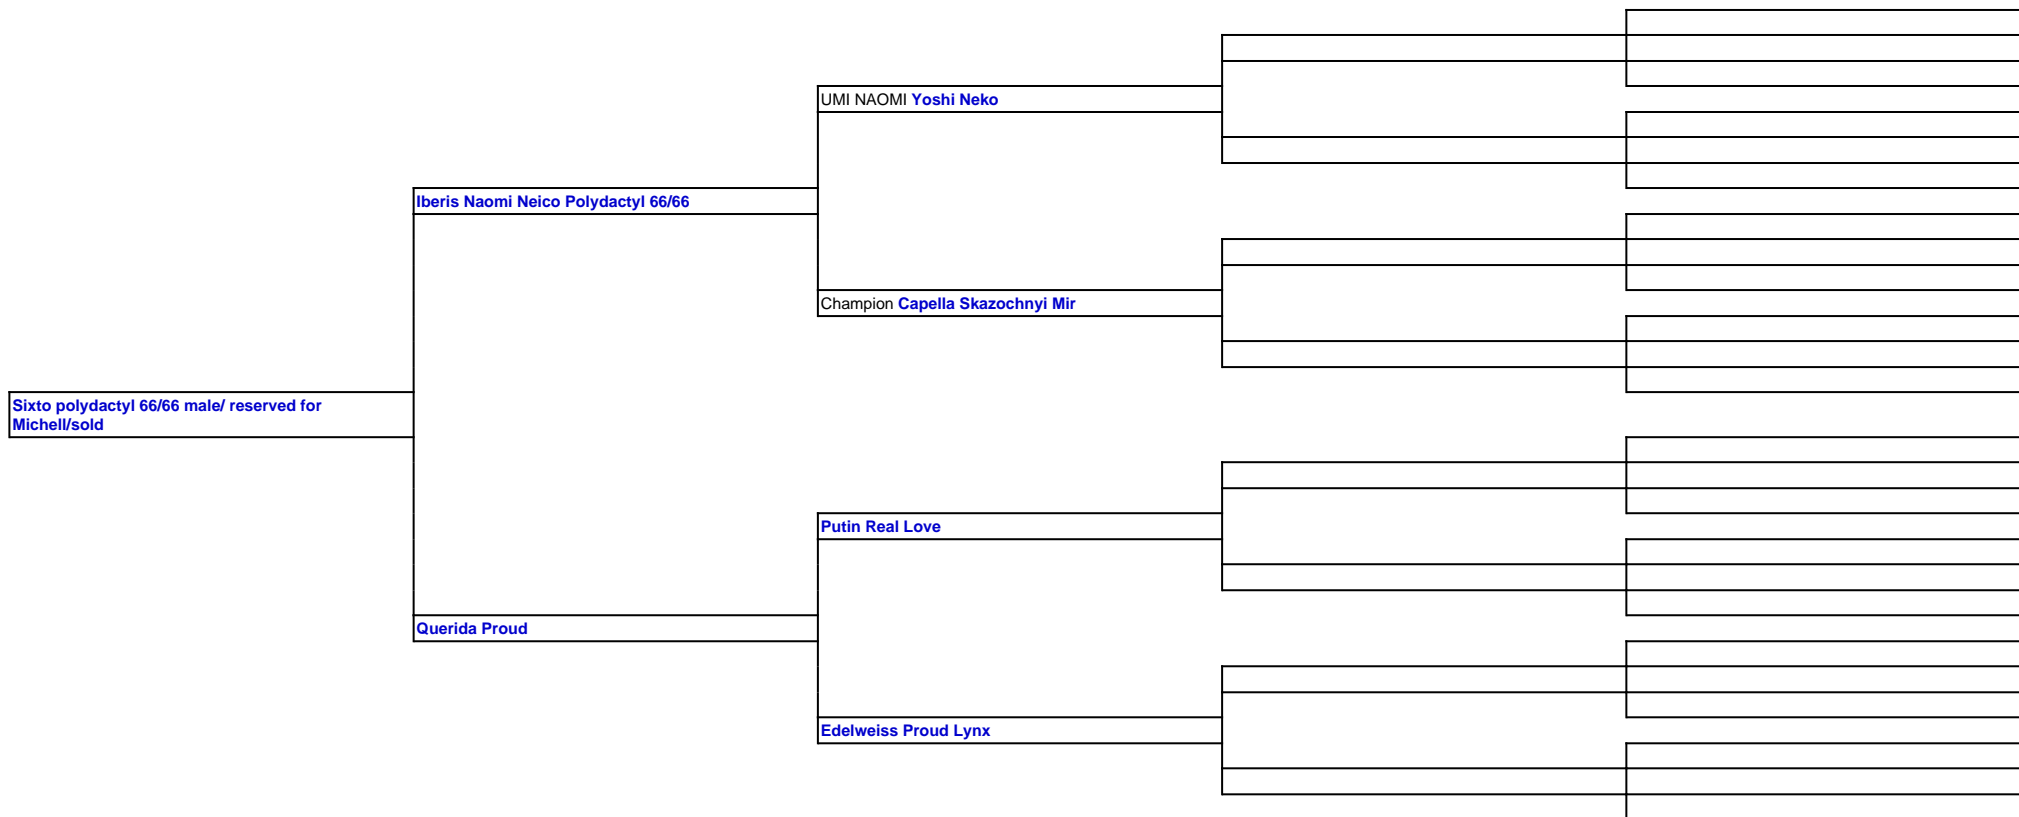 UMI NAOMI Yoshi Neko
Iberis Naomi Neico Polydactyl 66/66
Champion Capella Skazochnyi Mir
Sixto polydactyl 66/66 male/ reserved for
Michell/sold
Putin Real Love
Querida Proud
Edelweiss Proud Lynx